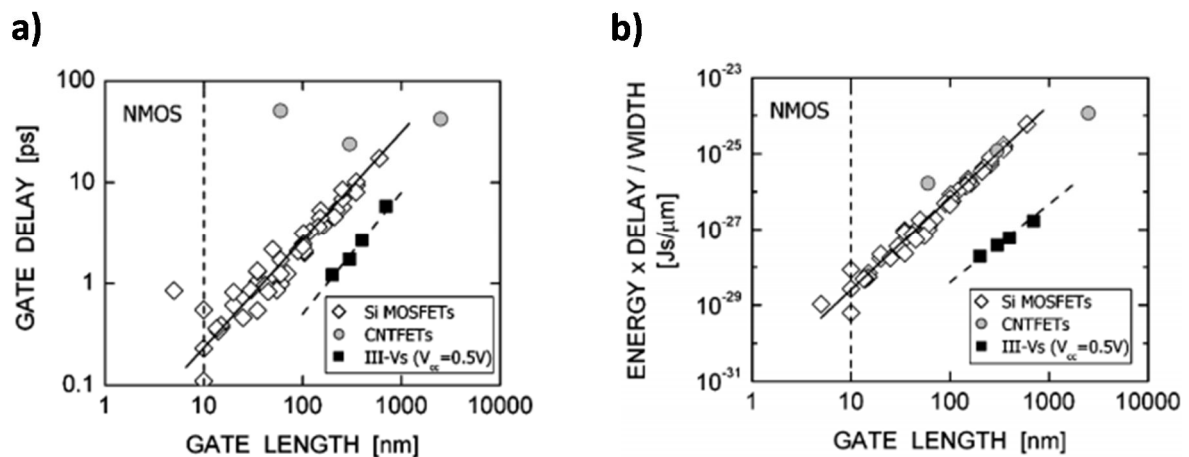 a)
GATE DELAY [ps]
100
10
1
0.1
NMOS
Si MOSFETs
CNTFETs
III-Vs (Vcc=0.5V)
1
10
100
1000
10000
GATE LENGTH [nm]
b)
ENERGY x DELAY / WIDTH
[Js/μm]
10-23
10-25
10-27
10-29
10-31
NMOS
Si MOSFETs
CNTFETs
III-Vs (Vcc=0.5V)
1
10
100
1000
10000
GATE LENGTH [nm]